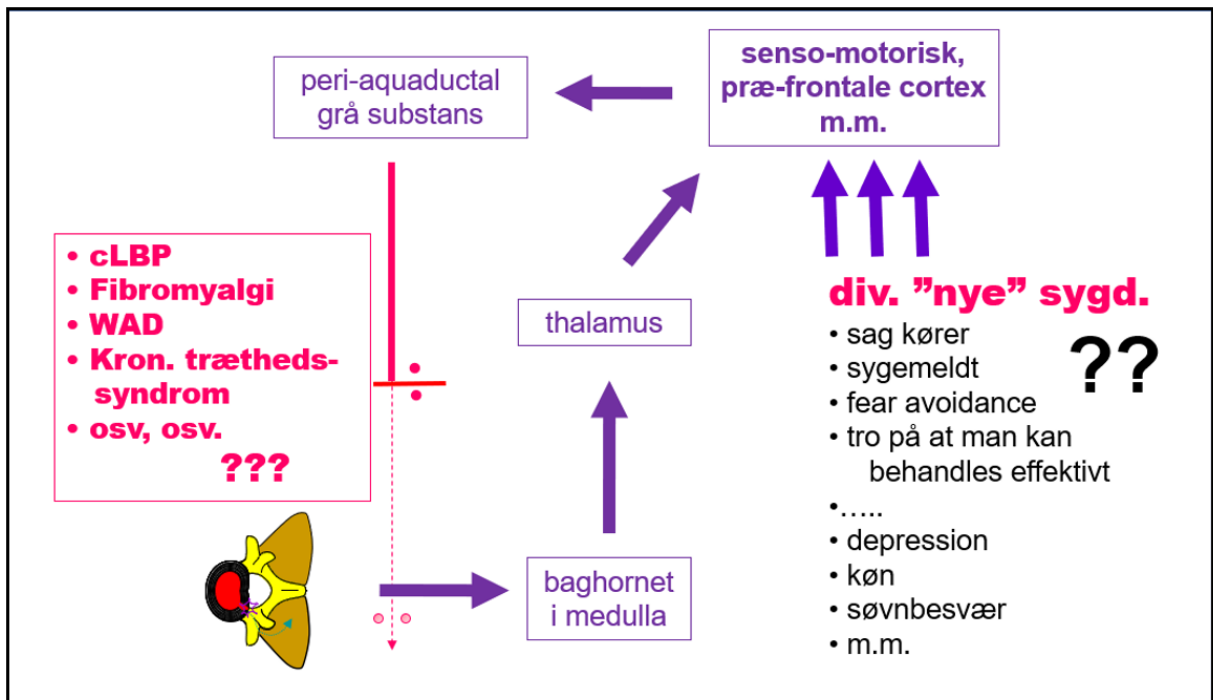 peri-aquaductal
grå substans
senso-motorisk,
præ-frontale cortex
m.m.
• cLBP
• Fibromyalgi
• WAD
• Kron. trætheds-
syndrom
• osv, osv.
???
thalamus
baghornet
i medulla
div. ”nye” sygd.
• sag kører
• sygemeldt
• fear avoidance
• tro på at man kan
behandles effektivt
•…..
• depression
• køn
• søvnbesvær
• m.m.
??